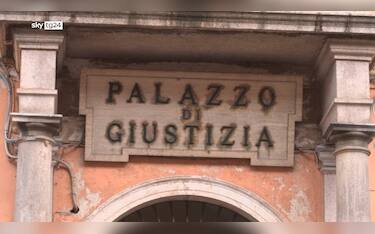 sky tg24
PALAZZO
DI
GIUSTIZIA